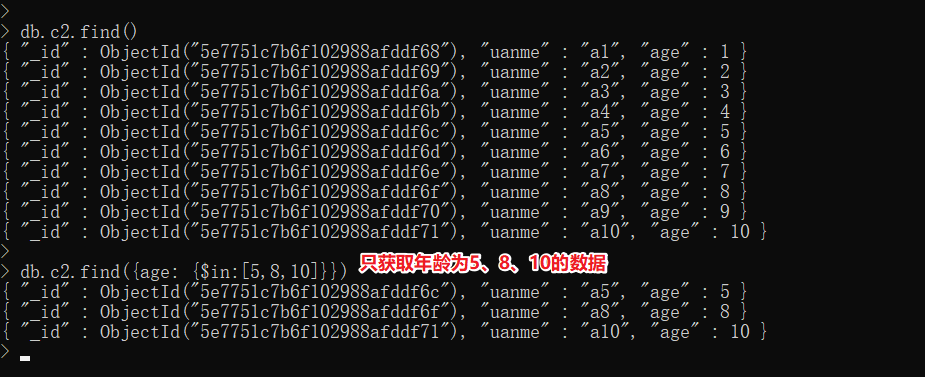 >
> db.c2.find()
{ "_id" : ObjectId("5e7751c7b6f102988afddf68"), "uanme" : "a1", "age" : 1 }
{ "_id" : ObjectId("5e7751c7b6f102988afddf69"), "uanme" : "a2", "age" : 2 }
{ "_id" : ObjectId("5e7751c7b6f102988afddf6a"), "uanme" : "a3", "age" : 3 }
{ "_id" : ObjectId("5e7751c7b6f102988afddf6b"), "uanme" : "a4", "age" : 4 }
{ "_id" : ObjectId("5e7751c7b6f102988afddf6c"), "uanme" : "a5", "age" : 5 }
{ "_id" : ObjectId("5e7751c7b6f102988afddf6d"), "uanme" : "a6", "age" : 6 }
{ "_id" : ObjectId("5e7751c7b6f102988afddf6e"), "uanme" : "a7", "age" : 7 }
{ "_id" : ObjectId("5e7751c7b6f102988afddf6f"), "uanme" : "a8", "age" : 8 }
{ "_id" : ObjectId("5e7751c7b6f102988afddf70"), "uanme" : "a9", "age" : 9 }
{ "_id" : ObjectId("5e7751c7b6f102988afddf71"), "uanme" : "a10", "age" : 10 }
>
> db.c2.find({age: {$in:[5,8,10]}}) 只获取年龄为5、8、10的数据
{ "_id" : ObjectId("5e7751c7b6f102988afddf6c"), "uanme" : "a5", "age" : 5 }
{ "_id" : ObjectId("5e7751c7b6f102988afddf6f"), "uanme" : "a8", "age" : 8 }
{ "_id" : ObjectId("5e7751c7b6f102988afddf71"), "uanme" : "a10", "age" : 10 }
>